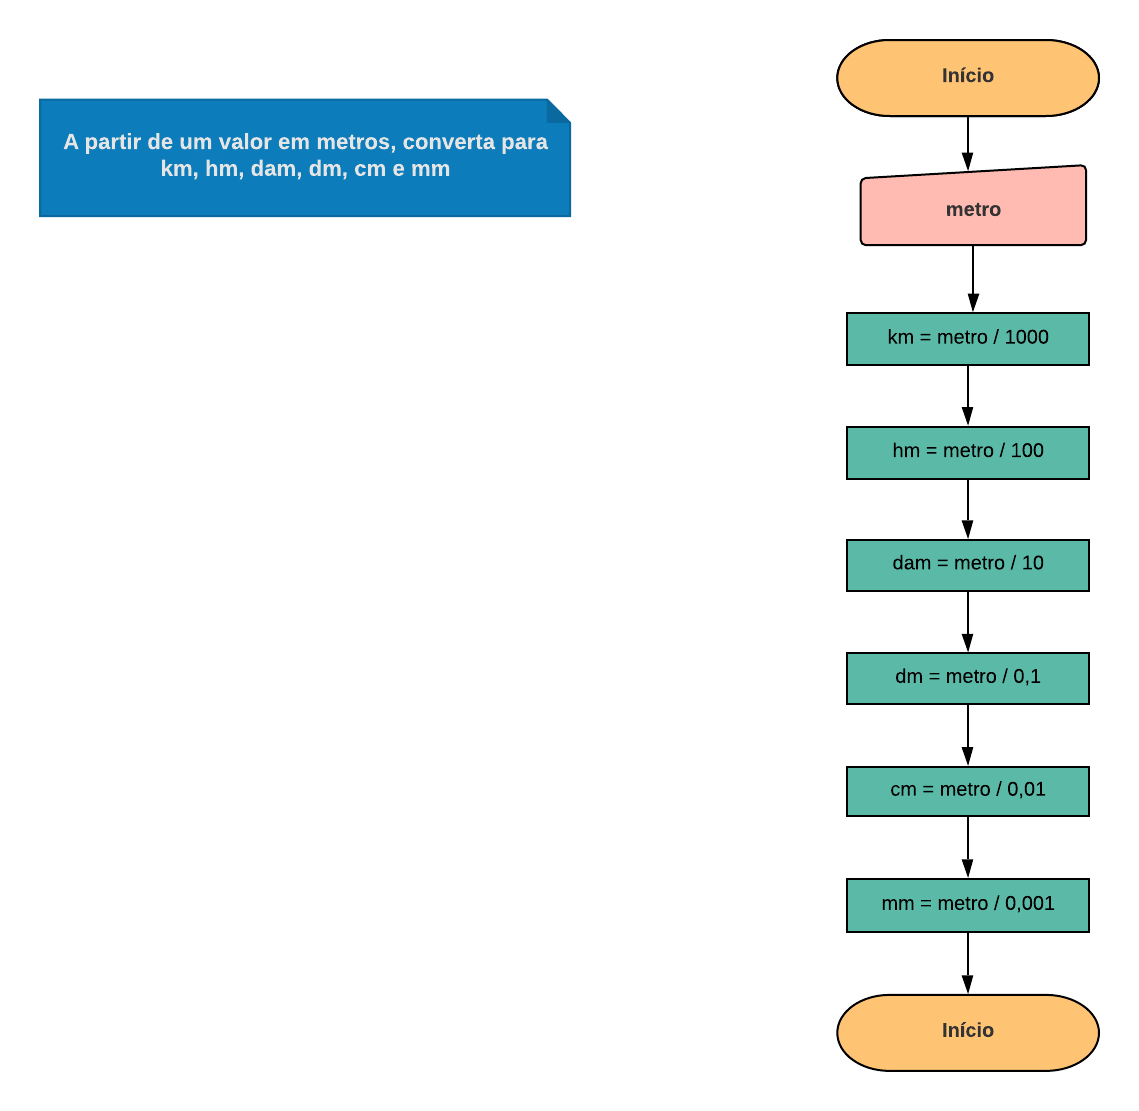 A partir de um valor em metros, converta para
km, hm, dam, dm, cm e mm
Início
metro
km = metro / 1000
hm = metro / 100
dam = metro / 10
dm = metro / 0,1
cm = metro / 0,01
mm = metro / 0,001
Início